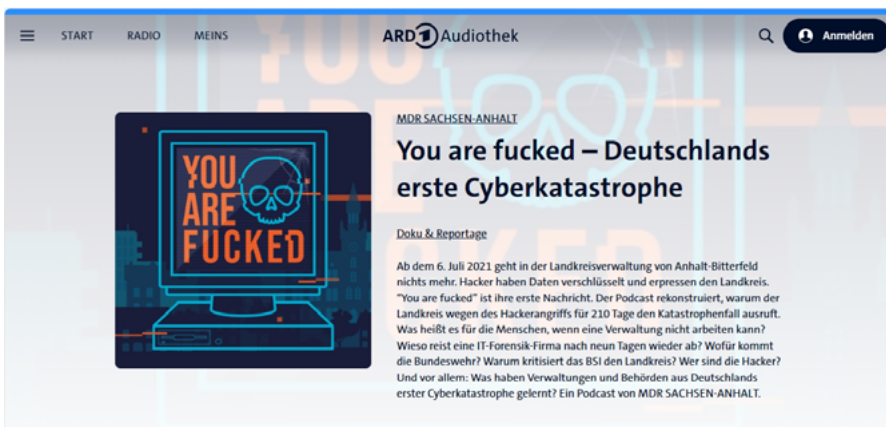 START RADIO MEINS ARD 1 Audiothek Anmelden
MDR SACHSEN-ANHALT
You are fucked – Deutschlands
erste Cyberkatastrophe
YOU
ARE
FUCKED
Doku & Reportage
Ab dem 6. Juli 2021 geht in der Landkreisverwaltung von Anhalt-Bitterfeld
nichts mehr. Hacker haben Daten verschlüsselt und erpressen den Landkreis.
"You are fucked" ist ihre erste Nachricht. Der Podcast rekonstruiert, warum der
Landkreis wegen des Hackerangriffs für 210 Tage den Katastrophenfall ausruft.
Was heißt es für die Menschen, wenn eine Verwaltung nicht arbeiten kann?
Wieso reist eine IT-Forensik-Firma nach neun Tagen wieder ab? Wofür kommt
die Bundeswehr? Warum kritisiert das BSI den Landkreis? Wer sind die Hacker?
Und vor allem: Was haben Verwaltungen und Behörden aus Deutschlands
erster Cyberkatastrophe gelernt? Ein Podcast von MDR SACHSEN-ANHALT.